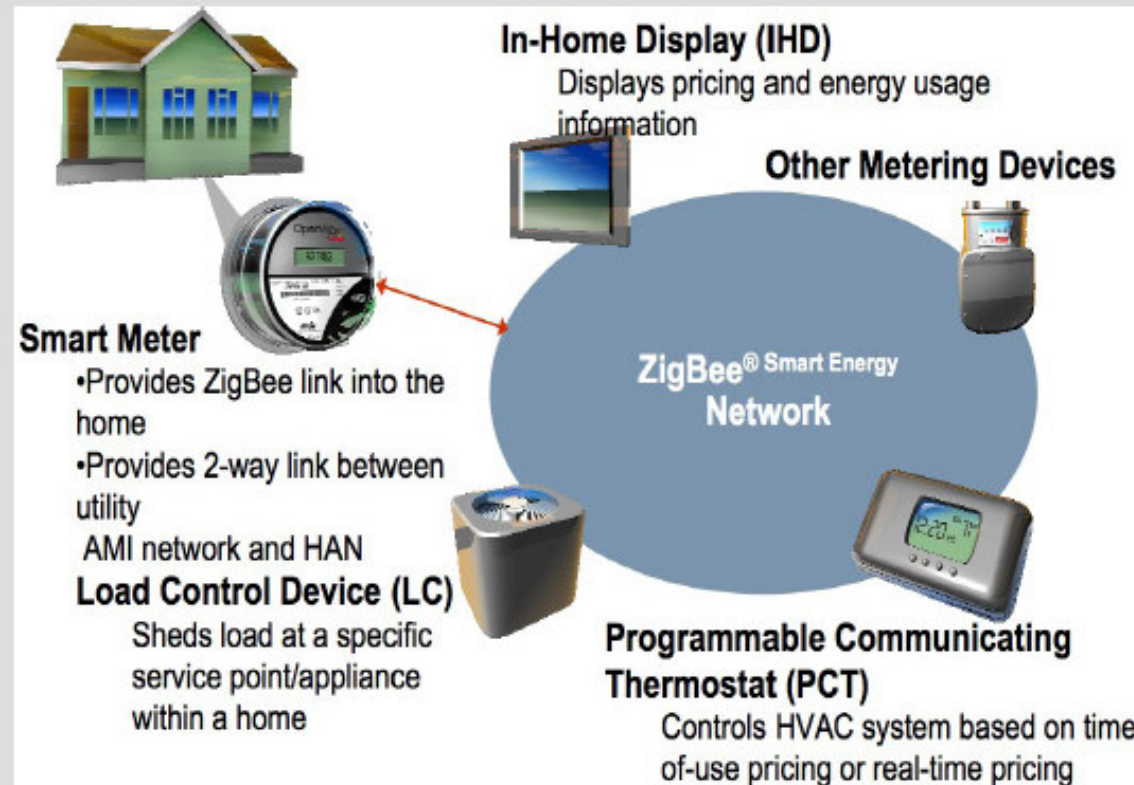 In-Home Display (IHD)
Displays pricing and energy usage
information
Other Metering Devices
ZigBee® Smart Energy
Network
Smart Meter
•Provides ZigBee link into the
home
•Provides 2-way link between
utility
AMI network and HAN
Load Control Device (LC)
Sheds load at a specific
service point/appliance
within a home
Programmable Communicating
Thermostat (PCT)
Controls HVAC system based on time
of-use pricing or real-time pricing